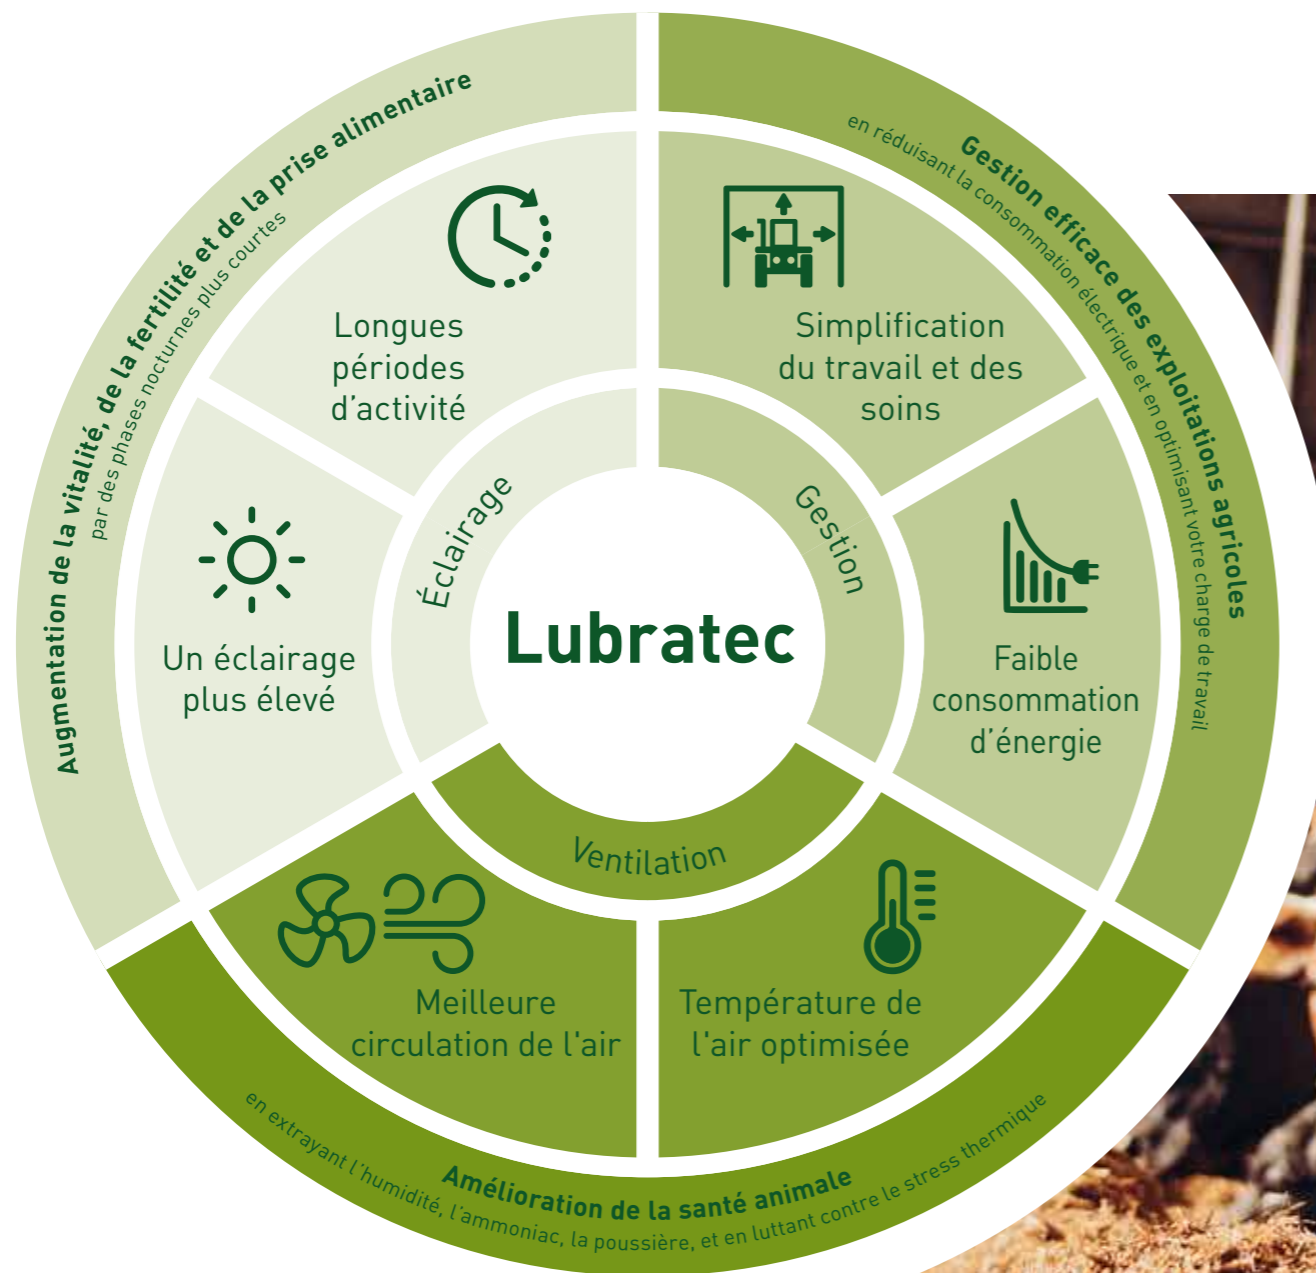 Augmentation de la vitalité, de la fertilité et de la prise alimentaire
par des phases nocturnes plus courtes
Gestion efficace des exploitations agricoles
en réduisant la consommation électrique et en optimisant votre charge de travail
Longues
périodes
d’activité
Simplification
du travail et des
soins
Éclairage
Gestion
Un éclairage
plus élevé
Lubratec
Faible
consommation
d’énergie
Ventilation
Meilleure
circulation de l'air
Température de
l'air optimisée
Amélioration de la santé animale
en extrayant l’humidité, l’ammoniac, la poussière, et en luttant contre le stress thermique